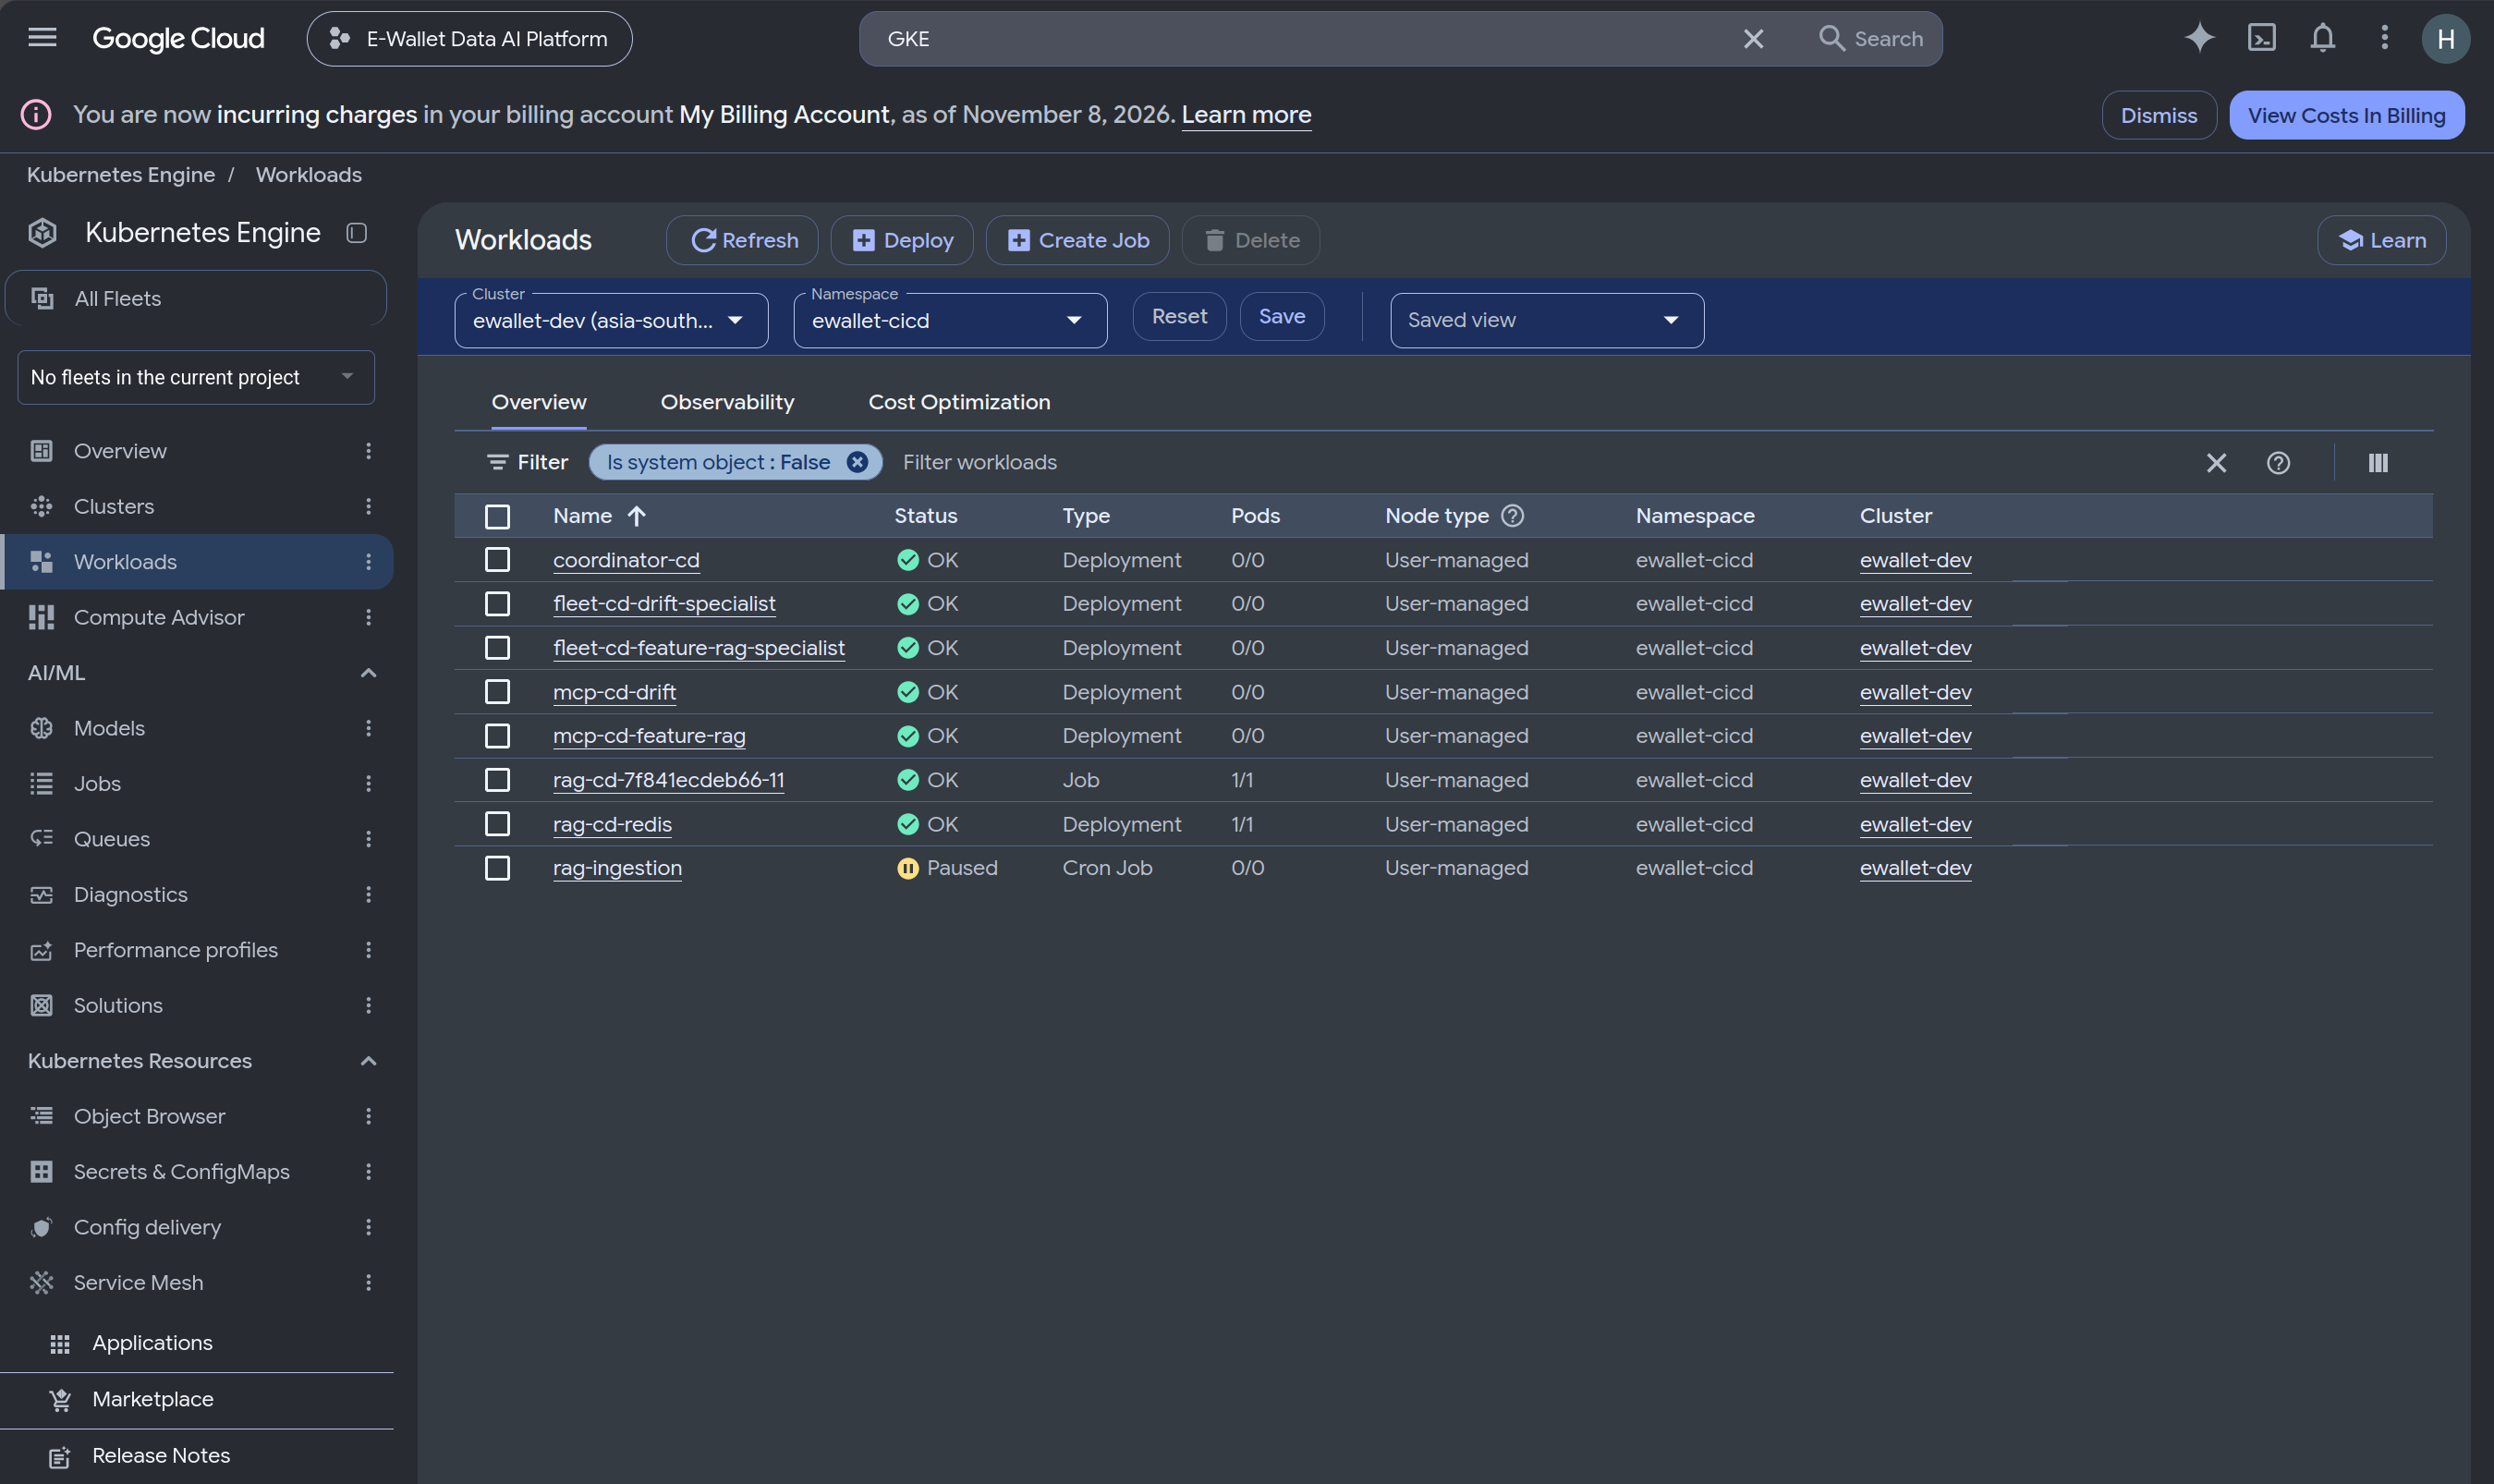 Google Cloud
E-Wallet Data AI Platform
GKE
Search
H
You are now incurring charges in your billing account My Billing Account, as of November 8, 2026. Learn more
Dismiss
View Costs In Billing
Kubernetes Engine / Workloads
Kubernetes Engine
All Fleets
No fleets in the current project
Overview
Clusters
Workloads
Compute Advisor
AI/ML
Models
Jobs
Queues
Diagnostics
Performance profiles
Solutions
Kubernetes Resources
Object Browser
Secrets & ConfigMaps
Config delivery
Service Mesh
Applications
Marketplace
Release Notes
Workloads
Refresh
Deploy
Create Job
Delete
Learn
Cluster
ewallet-dev (asia-south...
Namespace
ewallet-cicd
Reset
Save
Saved view
Overview Observability Cost Optimization
Filter Is system object : False Filter workloads
Name Status Type Pods Node type Namespace Cluster
coordinator-cd OK Deployment 0/0 User-managed ewallet-cicd ewallet-dev
fleet-cd-drift-specialist OK Deployment 0/0 User-managed ewallet-cicd ewallet-dev
fleet-cd-feature-rag-specialist OK Deployment 0/0 User-managed ewallet-cicd ewallet-dev
mcp-cd-drift OK Deployment 0/0 User-managed ewallet-cicd ewallet-dev
mcp-cd-feature-rag OK Deployment 0/0 User-managed ewallet-cicd ewallet-dev
rag-cd-7f841ecdeb66-11 OK Job 1/1 User-managed ewallet-cicd ewallet-dev
rag-cd-redis OK Deployment 1/1 User-managed ewallet-cicd ewallet-dev
rag-ingestion Paused Cron Job 0/0 User-managed ewallet-cicd ewallet-dev